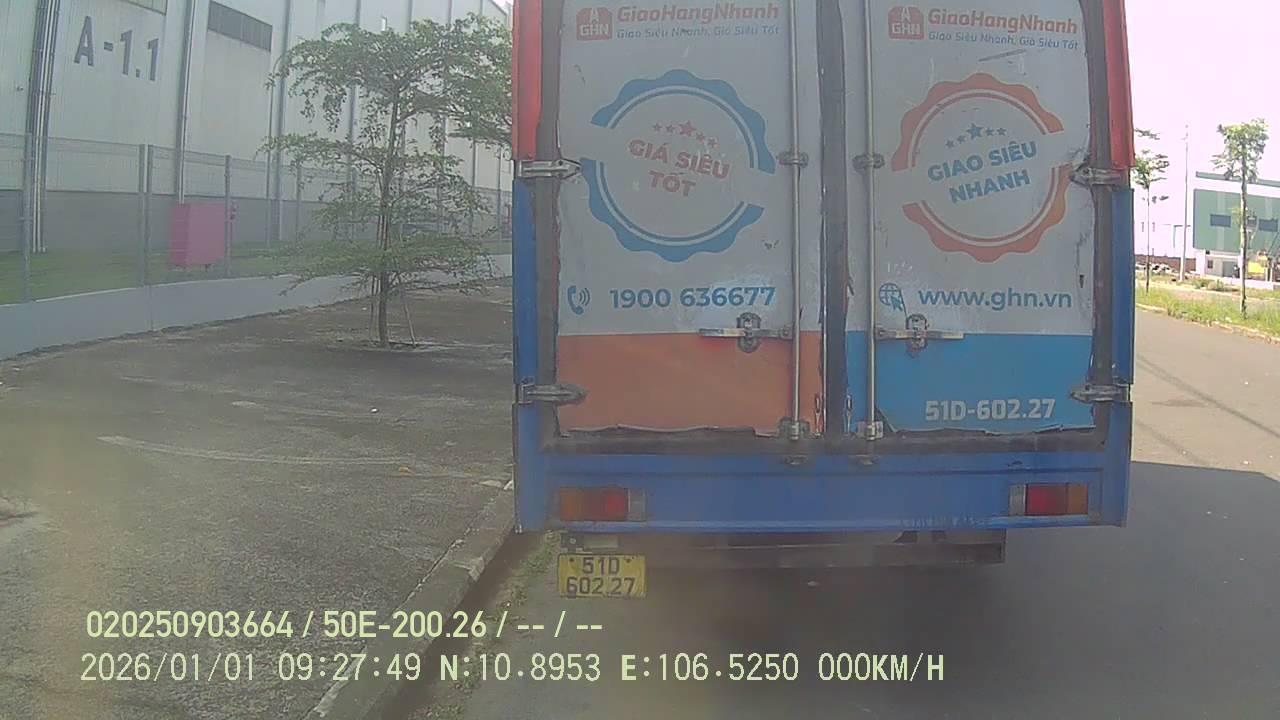 A-1.1
A
GHN
GiaoHangNhanh
Giao Siêu Nhanh, Giá Siêu Tốt
GIÁ SIÊU
TỐT
1900 636677
A
GHN
GiaoHangNhanh
Giao Siêu Nhanh, Giá Siêu Tốt
GIAO SIÊU
NHANH
www.ghn.vn
51D-602.27
51D
602.27
020250903664 / 50E-200.26 / -- / --
2026/01/01 09:27:49 N:10.8953 E:106.5250 000KM/H